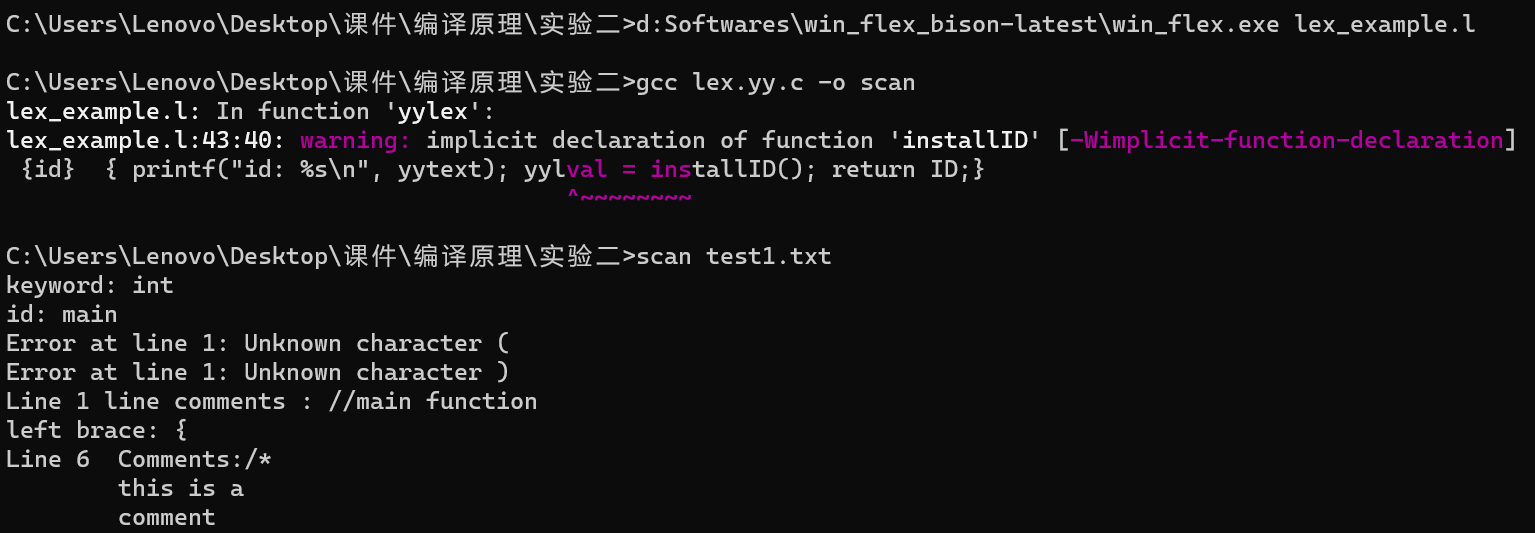 C:\Users\Lenovo\Desktop\课件\编译原理\实验二>d:Softwares\win_flex_bison-latest\win_flex.exe lex_example.l
C:\Users\Lenovo\Desktop\课件\编译原理\实验二>gcc lex.yy.c -o scan
lex_example.l: In function 'yylex':
lex_example.l:43:40: warning: implicit declaration of function 'installID' [-Wimplicit-function-declaration]
{id}  { printf("id: %s\n", yytext); yylval = installID(); return ID;}
^~~~~~~~~
C:\Users\Lenovo\Desktop\课件\编译原理\实验二>scan test1.txt
keyword: int
id: main
Error at line 1: Unknown character (
Error at line 1: Unknown character )
Line 1 line comments : //main function
left brace: {
Line 6  Comments:/*
this is a
comment